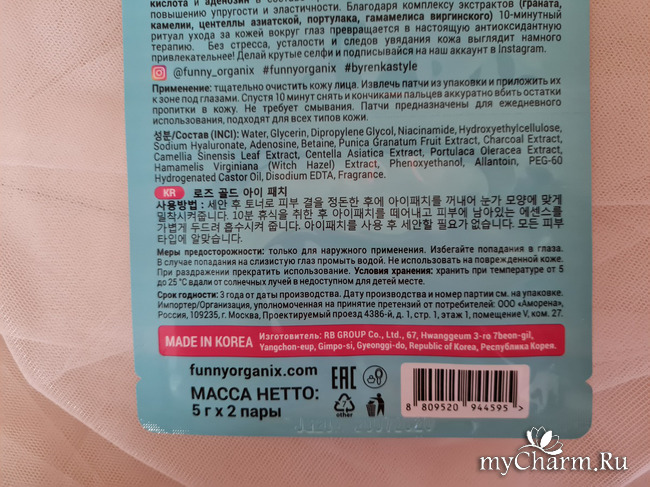 кислота и аденозин в состав
повышению упругости и эластичности. Благодаря комплексу экстрактов (граната,
камелии, центеллы азиатской, портулака, гамамелиса виргинского) 10-минутный
ритуал ухода за кожей вокруг глаз превращается в настоящую антиоксидантную
терапию. Без стресса, усталости и следов увядания кожа выглядит намного
привлекательнее! Делай крутые селфи и подписывайся на наш аккаунт в Instagram.
@funny_organix #funnyorganix #byrenkastyle
Применение: тщательно очистить кожу лица. Извлечь патчи из упаковки и приложить их
к зоне под глазами. Спустя 10 минут снять и кончиками пальцев аккуратно вбить остатки
пропитки в кожу. Не требует смывания. Патчи предназначены для ежедневного
использования, подходят для всех типов кожи.
성분/Состав (INCI): Water, Glycerin, Dipropylene Glycol, Niacinamide, Hydroxyethylcellulose,
Sodium Hyaluronate, Adenosine, Betaine, Punica Granatum Fruit Extract, Charcoal Extract,
Camellia Sinensis Leaf Extract, Centella Asiatica Extract, Portulaca Oleracea Extract,
Hamamelis Virginiana (Witch Hazel) Extract, Phenoxyethanol, Allantoin, PEG-60
Hydrogenated Castor Oil, Disodium EDTA, Fragrance.
KR 로즈 골드 아이 패치
사용방법 : 세안 후 토너로 피부 결을 정돈한 후에 아이패치를 꺼내어 눈가 모양에 맞게
밀착시켜줍니다. 10분 휴식을 취한 후 아이패치를 떼어내고 피부에 남아있는 에센스를
가볍게 두드려 흡수시켜 줍니다. 아이패치를 사용 후 세안할 필요가 없습니다. 모든 피부
타입에 알맞습니다.
Меры предосторожности: только для наружного применения. Избегайте попадания в глаза.
В случае попадания на слизистую глаз промыть водой. Не использовать на поврежденной коже.
При раздражении прекратить использование. Условия хранения: хранить при температуре от 5
до 25 °C вдали от солнечных лучей в недоступном для детей месте.
Срок годности: 3 года от даты производства. Дату производства и номер партии см. на упаковке.
Импортер/Организация, уполномоченная на принятие претензий от потребителей: ООО «Аморена»,
Россия, 109235, г. Москва, Проектируемый проезд 4386-й, д. 1, стр. 1, этаж 1, помещение V, ком. 27.
MADE IN KOREA
Изготовитель: RB GROUP Co., Ltd., 67, Hwanggeum 3-ro 7beon-gil,
Yangchon-eup, Gimpo-si, Gyeonggi-do, Republic of Korea, Республика Корея.
funnyorganix.com
МАССА НЕТТО:
5 г х 2 пары
EAC
7
other
8 809520 944595 >
myCharm.Ru